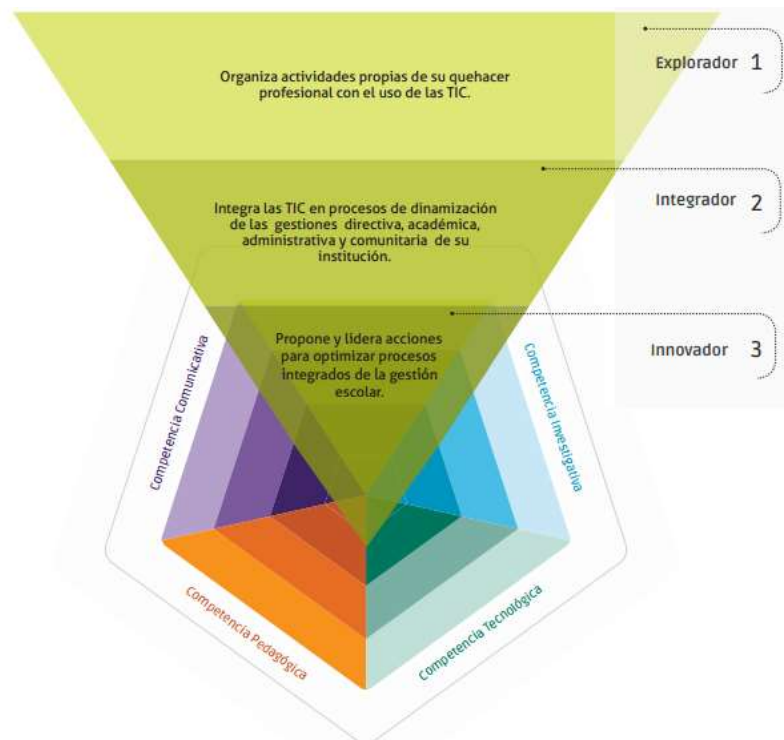 Organiza actividades propias de su quehacer
profesional con el uso de las TIC.
Explorador 1
Integra las TIC en procesos de dinamización
de las gestiones directiva, académica,
administrativa y comunitaria de su
institución.
Integrador 2
Propone y lidera acciones
para optimizar procesos
integrados de la gestión
escolar.
Innovador 3
Competencia Comunicativa
Competencia Investigativa
Competencia Pedagógica
Competencia Tecnológica